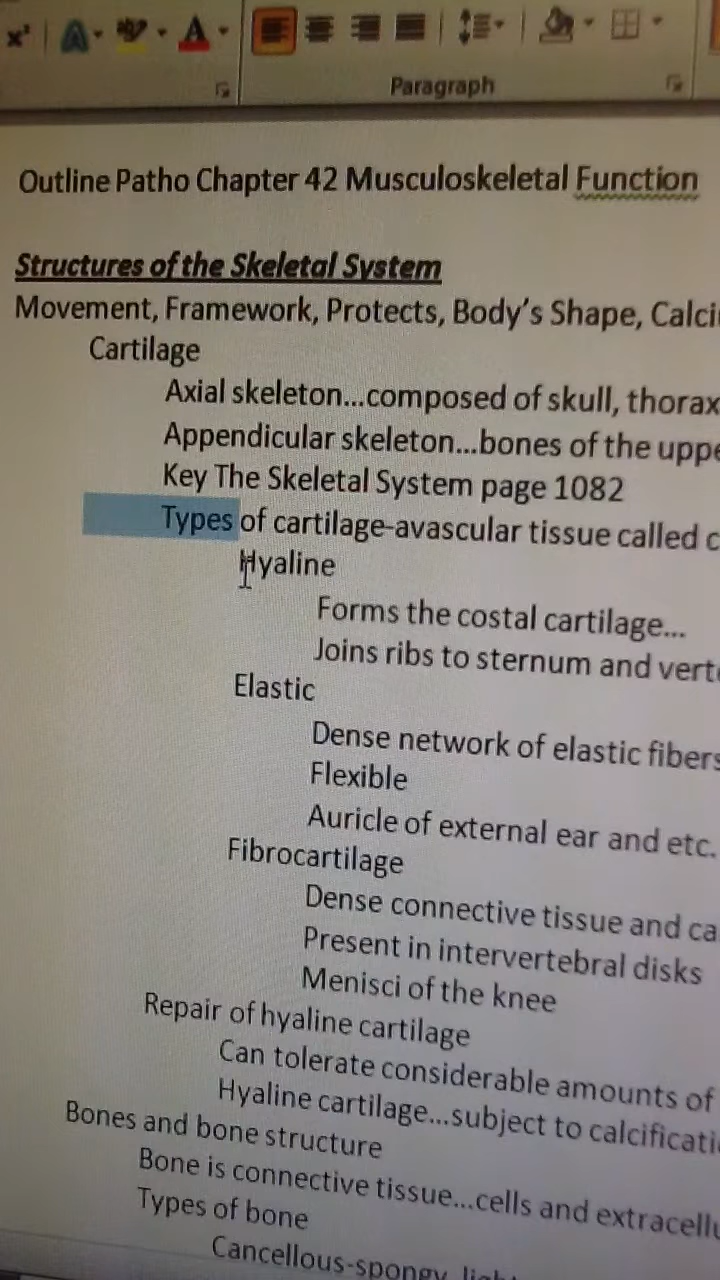 Paragraph
Outline Patho Chapter 42 Musculoskeletal Function
Structures of the Skeletal System
Movement, Framework, Protects, Body's Shape, Calci
Cartilage
Axial skeleton...composed of skull, thorax
Appendicular skeleton...bones of the uppe
Key The Skeletal System page 1082
Types of cartilage-avascular tissue called c
Hyaline
Forms the costal cartilage...
Joins ribs to sternum and verte
Elastic
Dense network of elastic fibers
Flexible
Auricle of external ear and etc.
Fibrocartilage
Dense connective tissue and ca
Present in intervertebral disks
Menisci of the knee
Repair of hyaline cartilage
Can tolerate considerable amounts of
Hyaline cartilage...subject to calcificati
Bones and bone structure
Bone is connective tissue...cells and extracellu
Types of bone
Cancellous-spongy, ligh